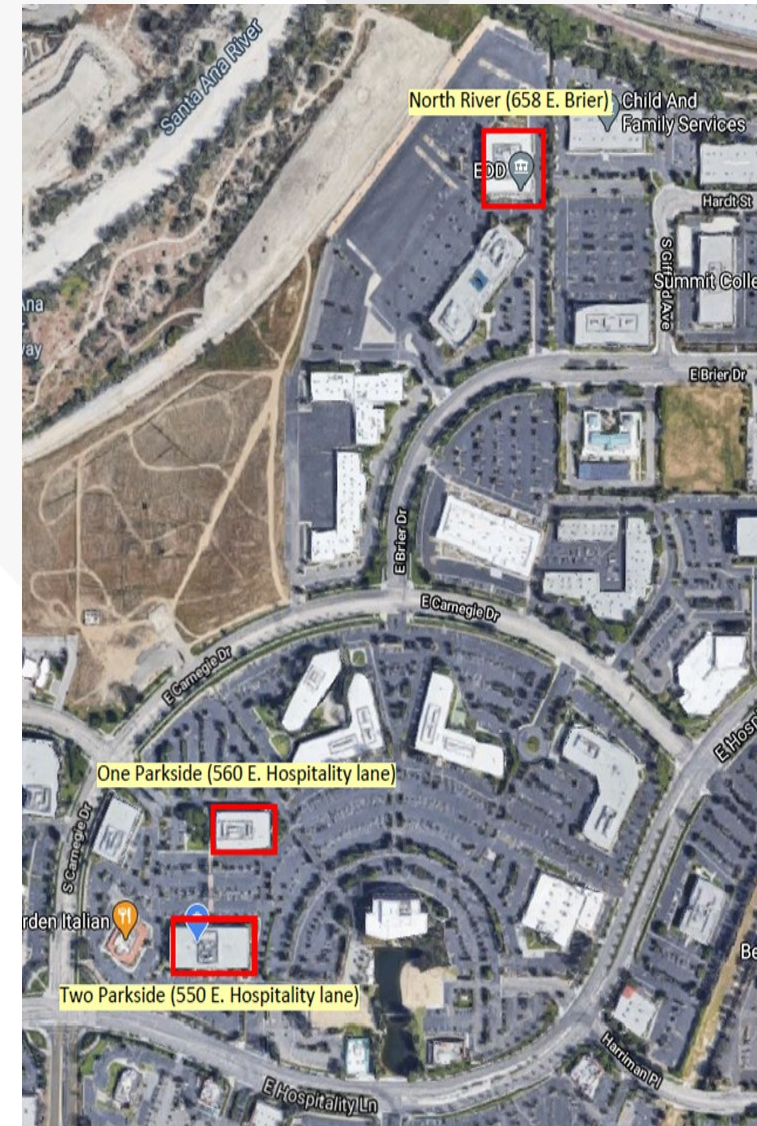 Santa Ana River
North River (658 E. Brier)
Child And
Family Services
EDD
Hardt St
S Gifford Ave
Summit Colle
na
way
E Brier Dr
E Brier Dr
E Carnegie Dr
E Carnegie Dr
E Hosp
One Parkside (560 E. Hospitality lane)
S Carnegie Dr
rden Italian
Be
Two Parkside (550 E. Hospitality lane)
Harriman Pl
E Hospitality Ln